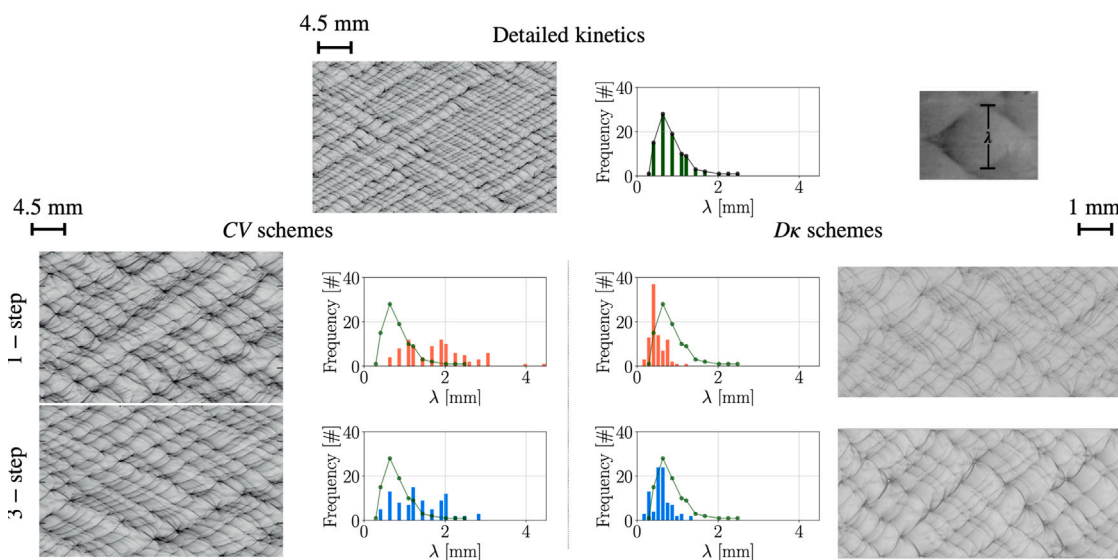 4.5 mm
Detailed kinetics
Frequency [#]
40
20
0
0 2 4
λ [mm]
λ
4.5 mm
CV schemes
Dκ schemes
1 mm
1 − step
Frequency [#]
40
20
0
0 2 4
λ [mm]
Frequency [#]
40
20
0
0 2 4
λ [mm]
3 − step
Frequency [#]
40
20
0
0 2 4
λ [mm]
Frequency [#]
40
20
0
0 2 4
λ [mm]